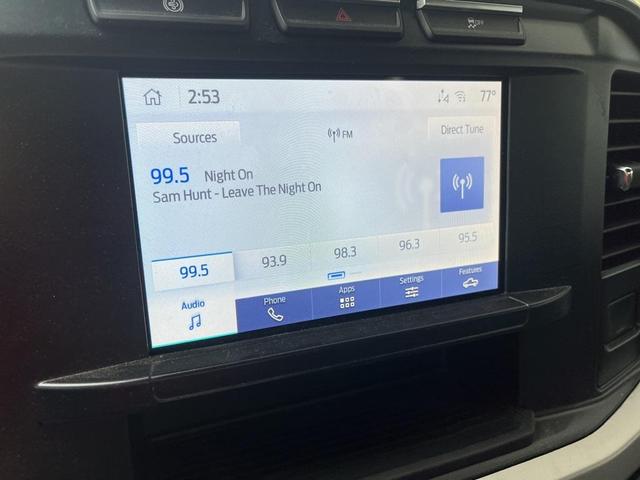 OFF
2:53
77°
Sources
FM
Direct Tune
99.5 Night On
Sam Hunt - Leave The Night On
99.5 93.9 98.3 96.3 95.5
Audio Phone Apps Settings Features